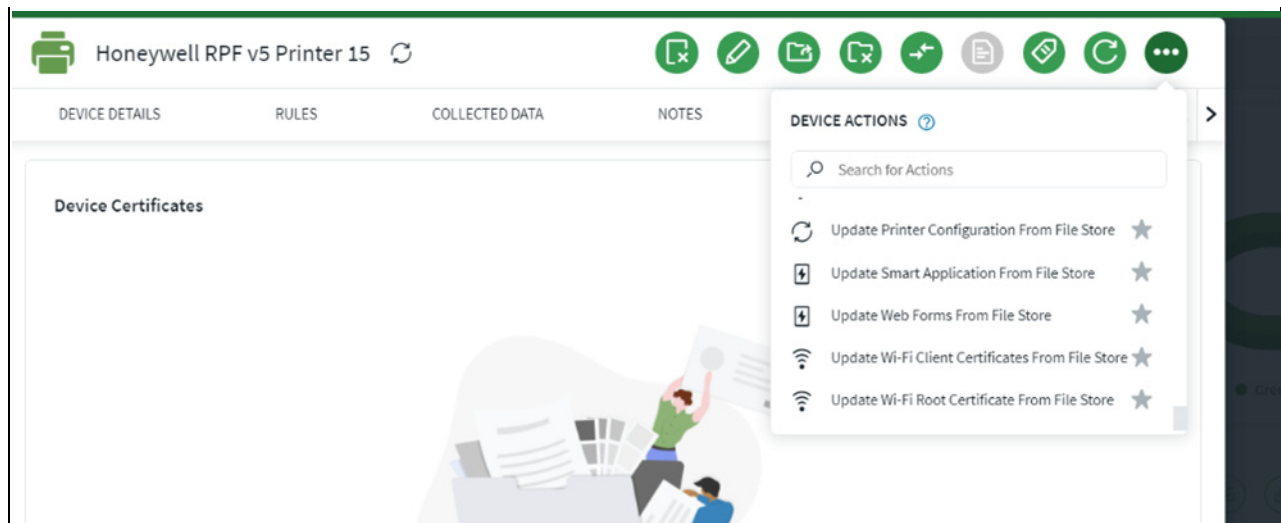 Honeywell RPF v5 Printer 15
DEVICE DETAILS
RULES
COLLECTED DATA
NOTES
DEVICE ACTIONS
Search for Actions
Device Certificates
Update Printer Configuration From File Store
Update Smart Application From File Store
Update Web Forms From File Store
Update Wi-Fi Client Certificates From File Store
Update Wi-Fi Root Certificate From File Store